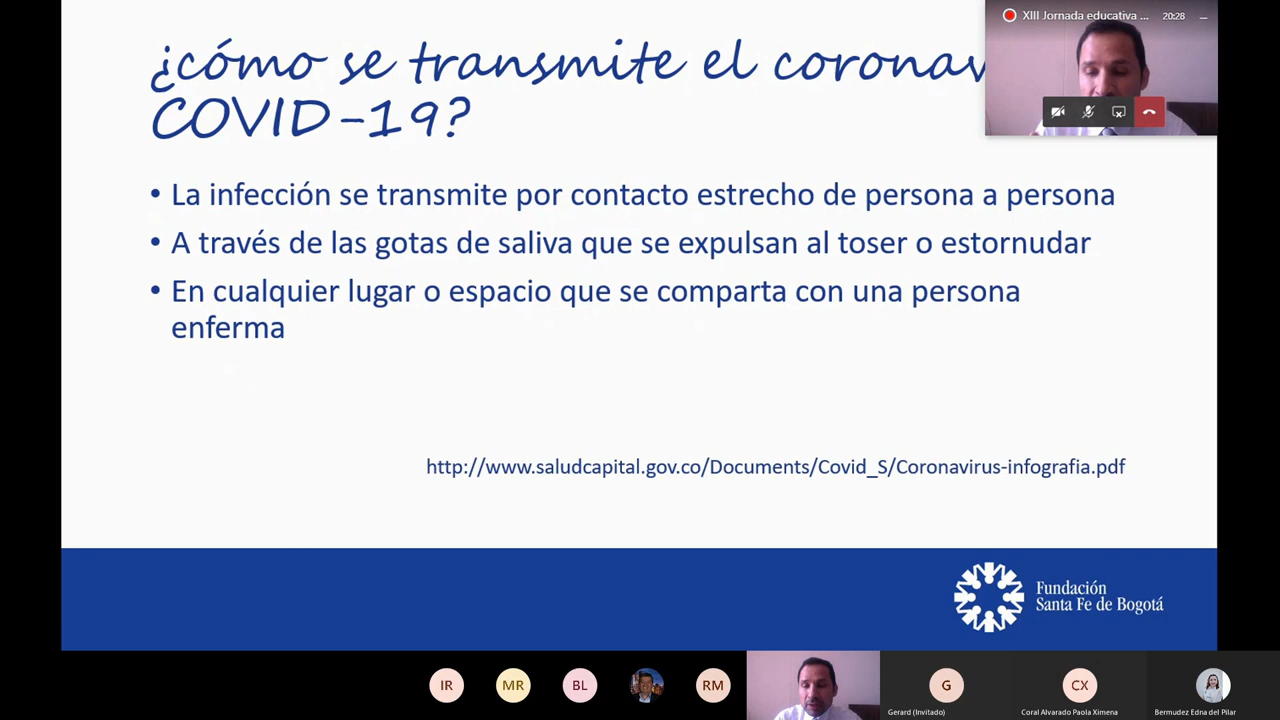 ¿cómo se transmite el coronav
COVID-19?
XIII Jornada educativa ...
20:28
• La infección se transmite por contacto estrecho de persona a persona
• A través de las gotas de saliva que se expulsan al toser o estornudar
• En cualquier lugar o espacio que se comparta con una persona
enferma
http://www.saludcapital.gov.co/Documents/Covid_S/Coronavirus-infografia.pdf
Fundación
Santa Fe de Bogotá
IR
MR
BL
RM
G
CX
Gerard (Invitado)
Coral Alvarado Paola Ximena
Bermudez Edna del Pilar